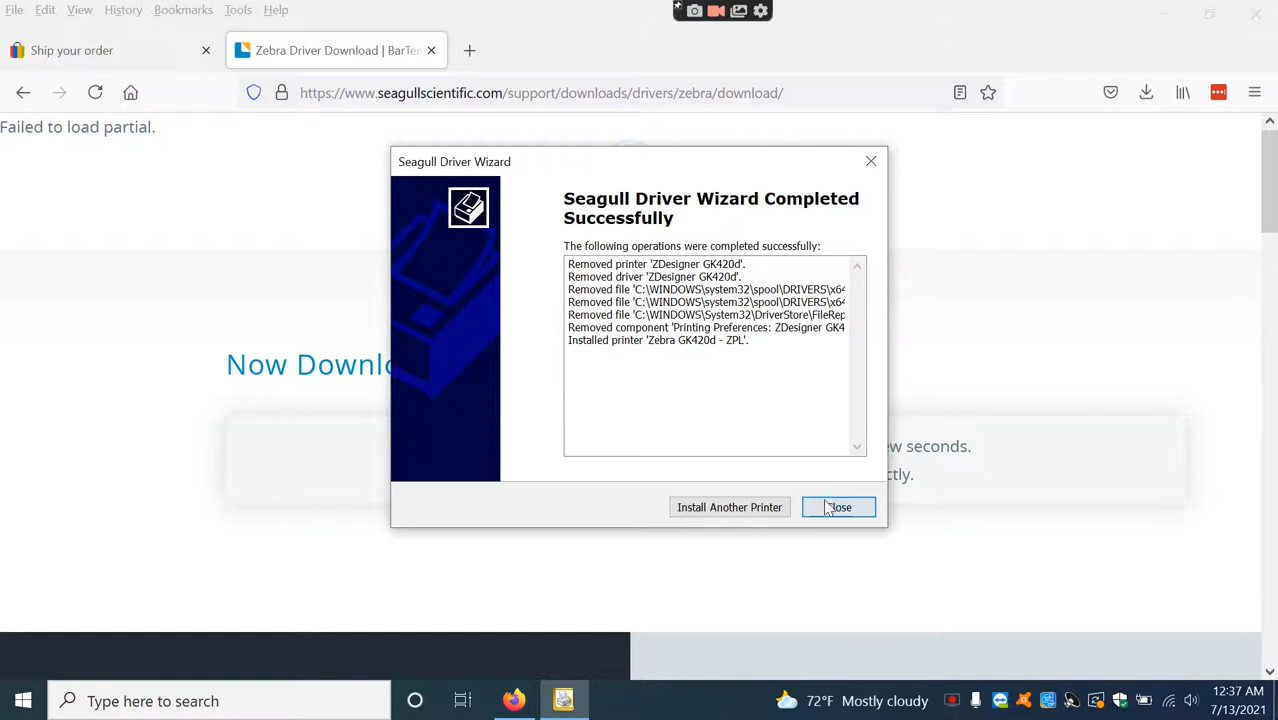 File Edit View History Bookmarks Tools Help
Ship your order
Zebra Driver Download | BarTen
https://www.seagullscientific.com/support/downloads/drivers/zebra/download/
Failed to load partial.
Seagull Driver Wizard
Seagull Driver Wizard Completed
Successfully
The following operations were completed successfully:
Removed printer 'ZDesigner GK420d'.
Removed driver 'ZDesigner GK420d'.
Removed file 'C:\WINDOWS\system32\spool\DRIVERS\x64
Removed file 'C:\WINDOWS\system32\spool\DRIVERS\x64
Removed file 'C:\WINDOWS\System32\DriverStore\FileRep
Removed component 'Printing Preferences: ZDesigner GK4
Installed printer 'Zebra GK420d - ZPL'.
Now Downlo
ew seconds.
ctly.
Install Another Printer
Close
Type here to search
72°F Mostly cloudy
12:37 AM
7/13/2021